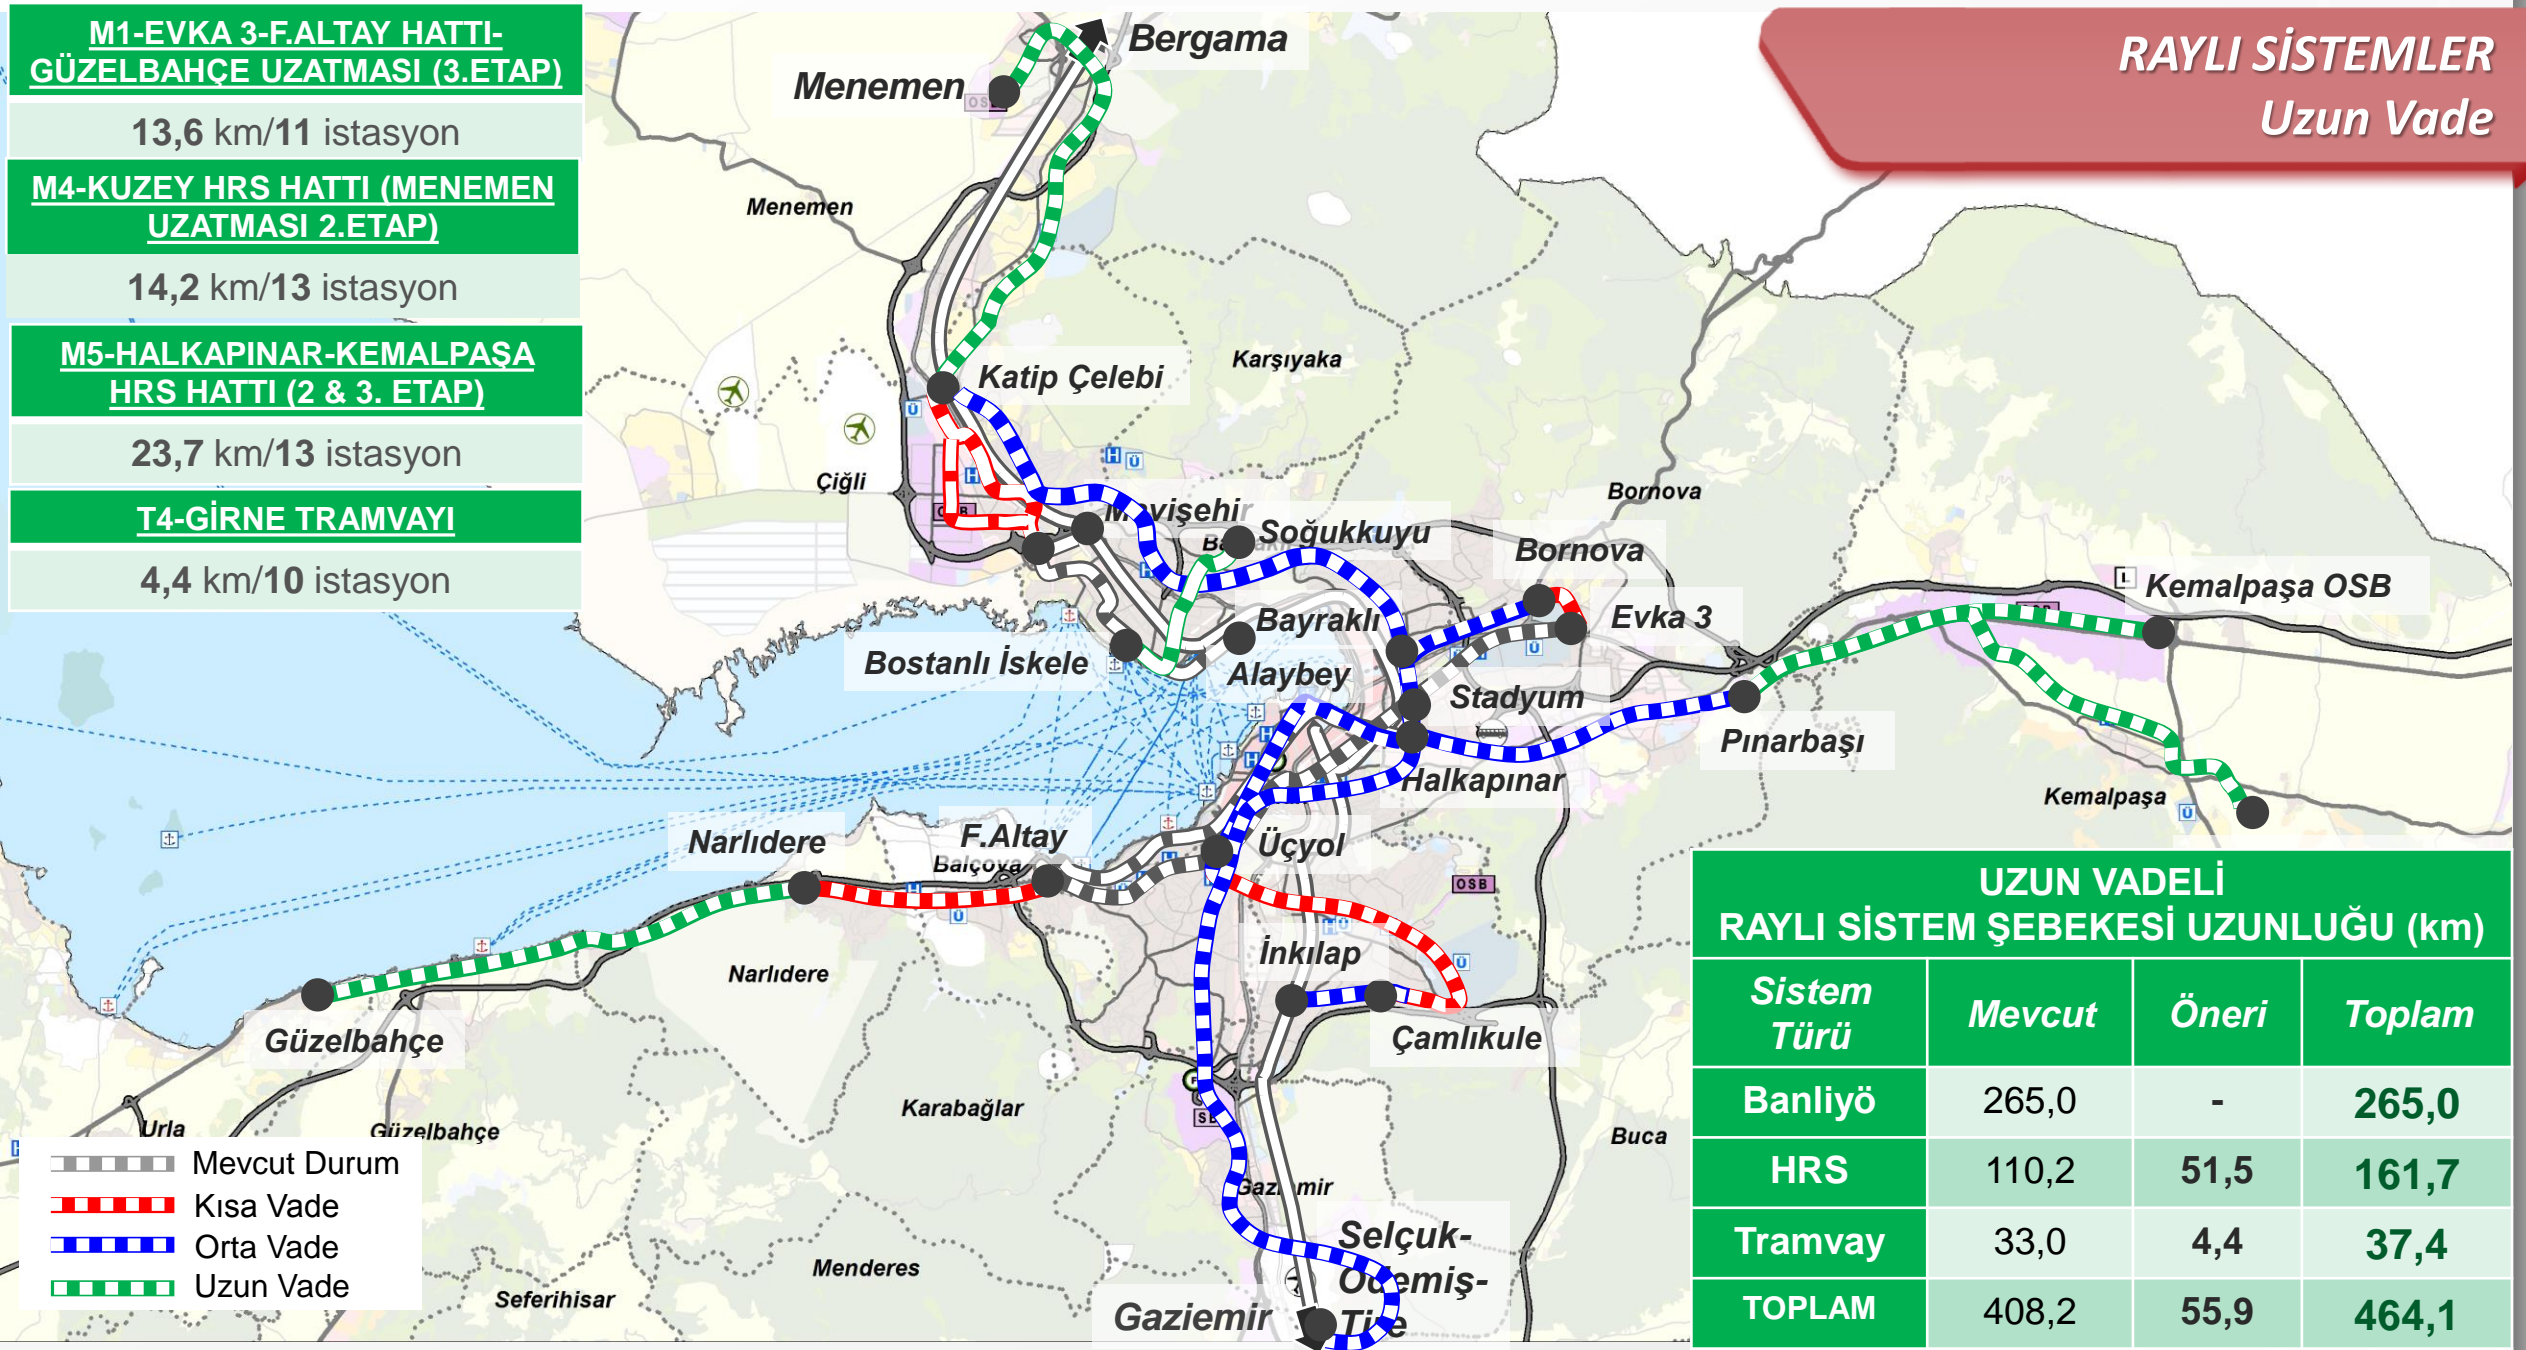 RAYLI SİSTEMLER
Uzun Vade
M1-EVKA 3-F.ALTAY HATTI-
GÜZELBAHÇE UZATMASI (3.ETAP)
13,6 km/11 istasyon
M4-KUZEY HRS HATTI (MENEMEN
UZATMASI 2.ETAP)
14,2 km/13 istasyon
M5-HALKAPINAR-KEMALPAŞA
HRS HATTI (2 & 3. ETAP)
23,7 km/13 istasyon
T4-GİRNE TRAMVAYI
4,4 km/10 istasyon
Bergama
Menemen
Menemen
Katip Çelebi
Karşıyaka
Çiğli
Mavişehir
Soğukkuyu
Bornova
Bornova
Evka 3
Kemalpaşa OSB
Bayraklı
Bostanlı İskele
Alaybey
Stadyum
Pınarbaşı
Halkapınar
Kemalpaşa
Narlıdere
F.Altay
Balçova
Üçyol
OSB
İnkılap
Narlıdere
Çamlıkule
Güzelbahçe
Karabağlar
Urla
Güzelbahçe
Buca
Gaziemir
Menderes
Seferihisar
Selçuk-
Ödemiş-
Tire
Gaziemir
Mevcut Durum
Kısa Vade
Orta Vade
Uzun Vade
UZUN VADELİ
RAYLI SİSTEM ŞEBEKESİ UZUNLUĞU (km)
Sistem Türü Mevcut Öneri Toplam
Banliyö 265,0 - 265,0
HRS 110,2 51,5 161,7
Tramvay 33,0 4,4 37,4
TOPLAM 408,2 55,9 464,1